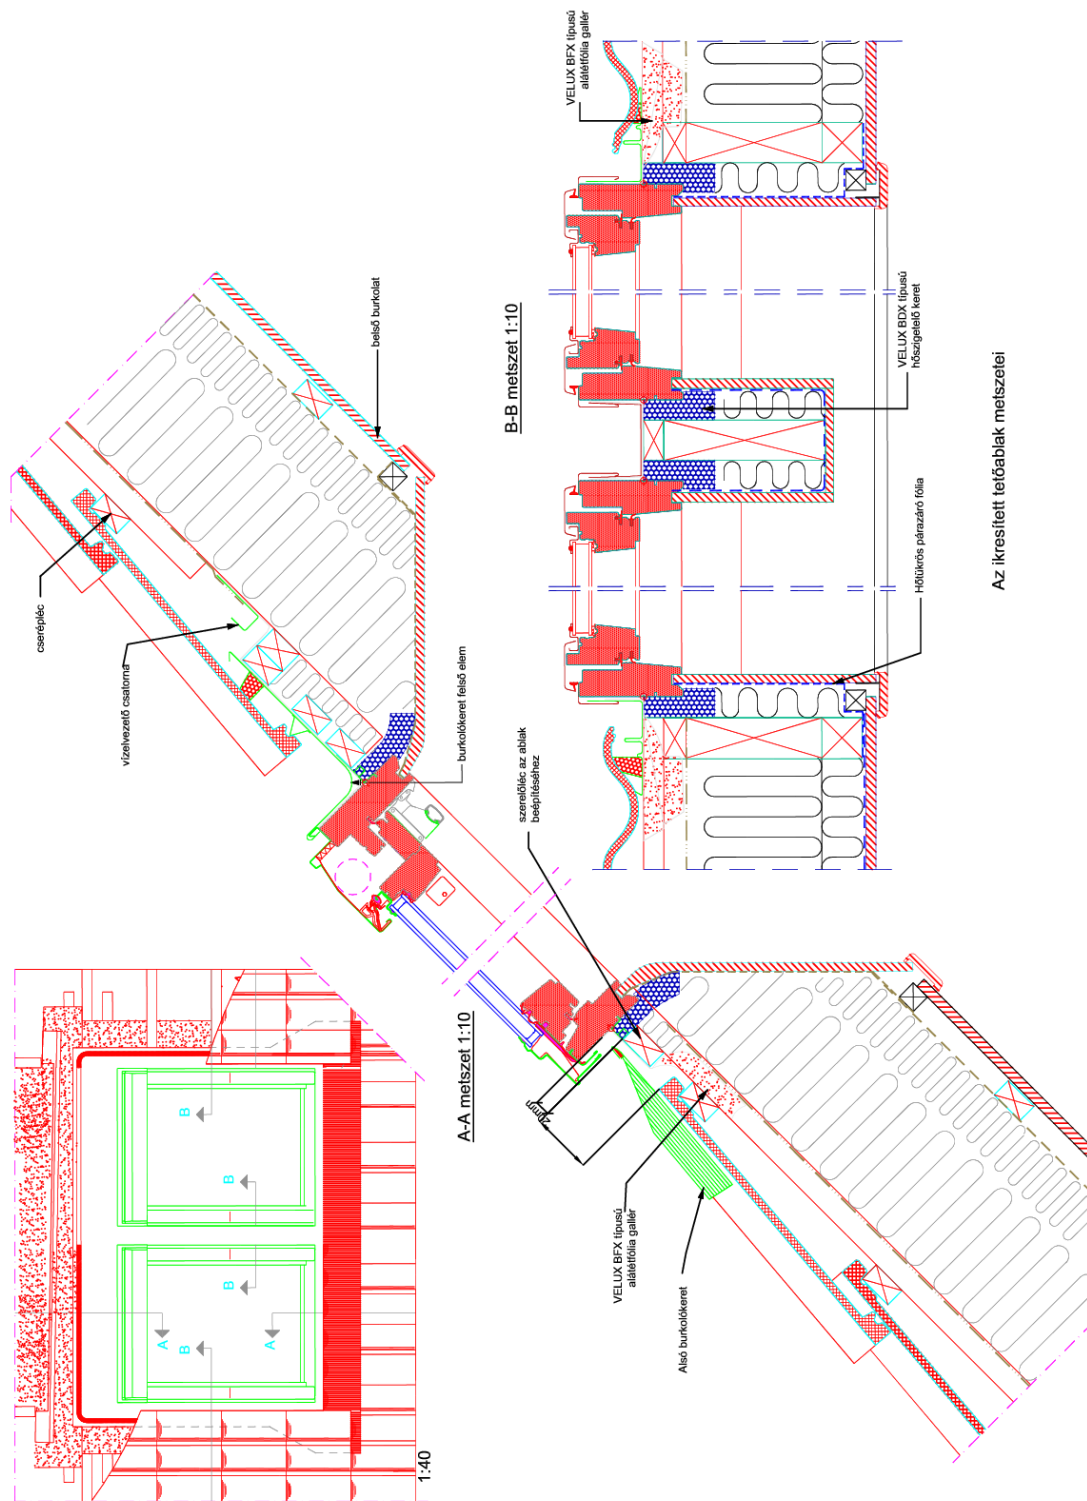 cserépléc
vízelvezető csatorna
belső burkolat
burkolókeret felső elem
szerelőléc az ablak
beépítéséhez
A-A metszet 1:10
20mm
VELUX BFX típusú
alátétfólia gallér
Alsó burkolókeret
1:40
A
A
B
B
B
B
VELUX BFX típusú
alátétfólia gallér
B-B metszet 1:10
VELUX BDX típusú
hőszigetelő keret
Hőtükrös párazáró fólia
Az ikresített tetőablak metszetei